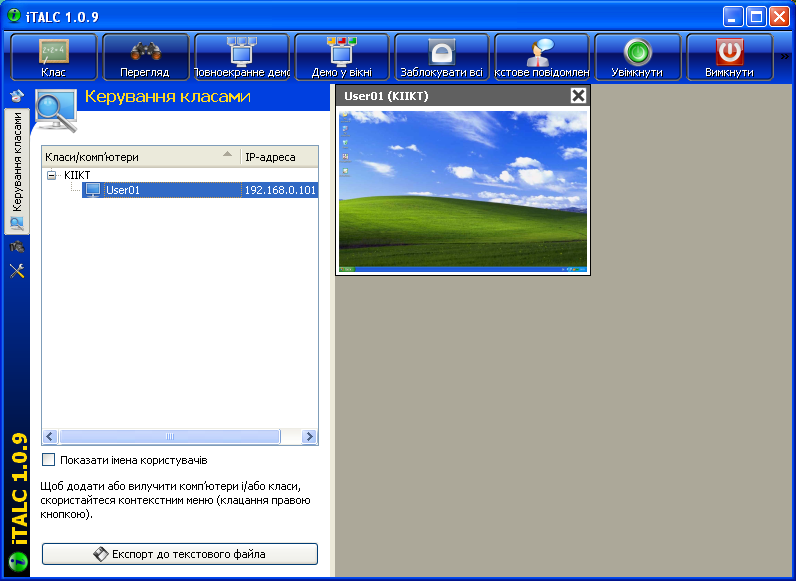 iTALC 1.0.9
Клас
Перегляд
Повноекранне демо
Демо у вікні
Заблокувати всі
кстове повідомлен
Увімкнути
Вимкнути
»
Керування класами
Керування класами
Класи/комп'ютери
IP-адреса
KIIKT
User01
192.168.0.101
Показати імена користувачів
Щоб додати або вилучити комп'ютери і/або класи,
скористайтеся контекстним меню (клацання правою
кнопкою).
Експорт до текстового файла
iTALC 1.0.9
User01 (KIIKT)